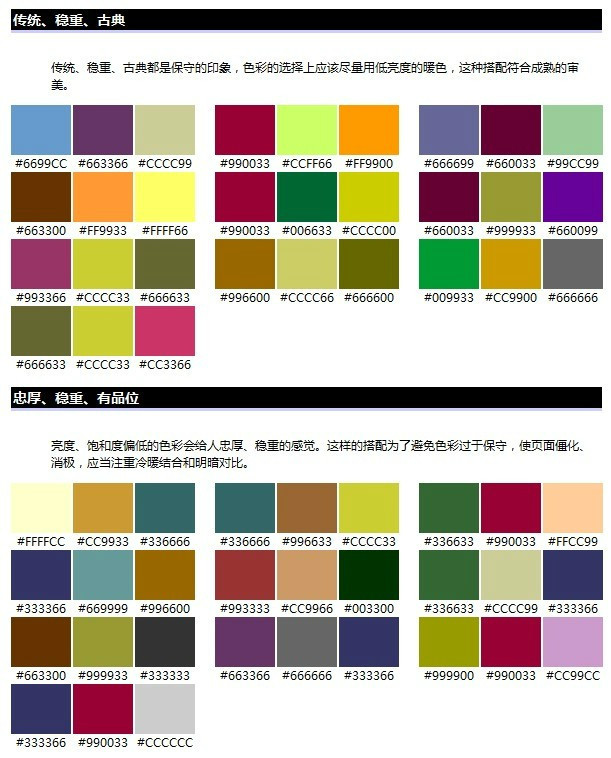 传统、稳重、古典
传统、稳重、古典都是保守的印象，色彩的选择上应该尽量用低亮度的暖色，这种搭配符合成熟的审
美。
#6699CC #663366 #CCCC99 #990033 #CCFF66 #FF9900 #666699 #660033 #99CC99
#663300 #FF9933 #FFFF66 #990033 #006633 #CCCC00 #660033 #999933 #660099
#993366 #CCCC33 #666633 #996600 #CCCC66 #666600 #009933 #CC9900 #666666
#666633 #CCCC33 #CC3366
忠厚、稳重、有品位
亮度、饱和度偏低的色彩会给人忠厚、稳重的感觉。这样的搭配为了避免色彩过于保守，使页面僵化、
消极，应当注重冷暖结合和明暗对比。
#FFFFCC #CC9933 #336666 #336666 #996633 #CCCC33 #336633 #990033 #FFCC99
#333366 #669999 #996600 #993333 #CC9966 #003300 #336633 #CCCC99 #333366
#663300 #999933 #333333 #663366 #666666 #333366 #999900 #990033 #CC99CC
#333366 #990033 #CCCCCC